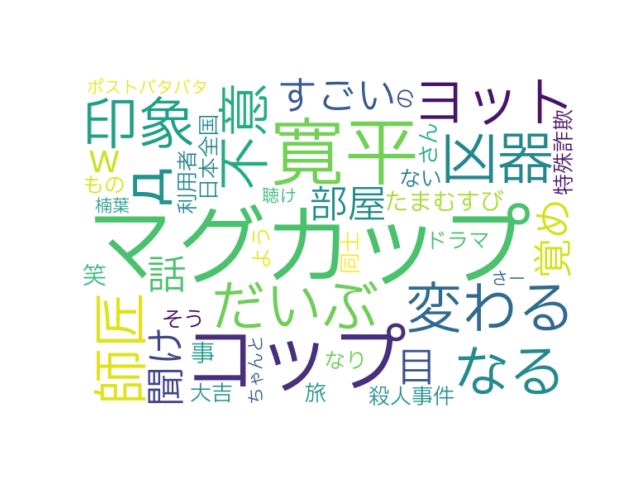 ポストパタパタ
すごい
の
ヨット
印象
不意
寛平
さん
凶器
特殊詐欺
w
д
利用者
日本全国
もの
聴け
部屋
ない
たまむすび
楠葉
マグカップ
よう
同士
ドラマ
覚め
笑
話
だいぶ
さー
変わる
師匠
聞け
そう
事
コップ
ちゃんと
なり
目
なる
大吉
旅
殺人事件